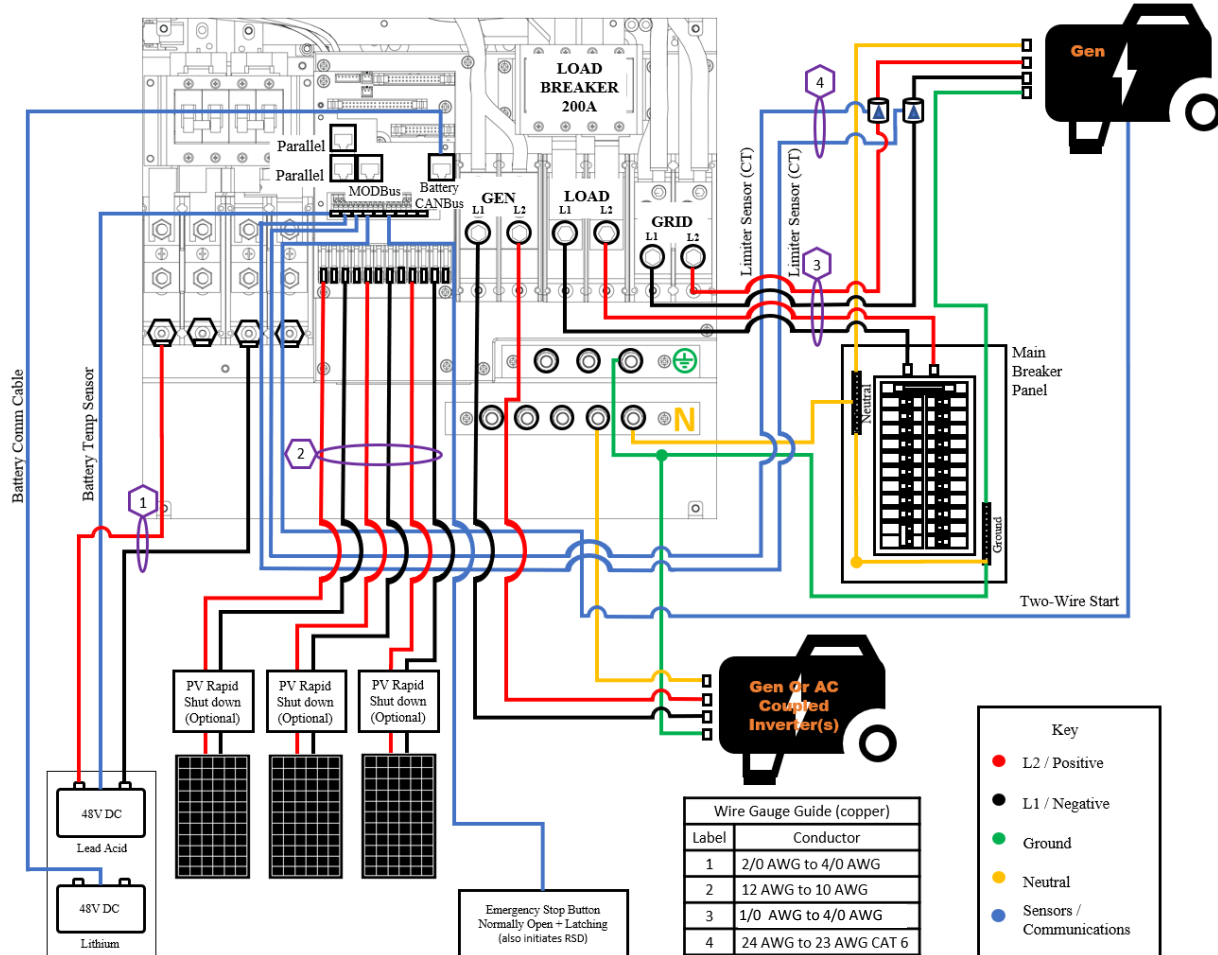 LOAD
BREAKER
200A
Parallel
Parallel
MODBus
Battery
CANBus
GEN
L1
L2
LOAD
L1
L2
GRID
L1
L2
Limiter Sensor (CT)
Limiter Sensor (CT)
4
3
Gen
Main
Breaker
Panel
Neutral
Ground
N
2
1
Battery Comm Cable
Battery Temp Sensor
Two-Wire Start
PV Rapid
Shut down
(Optional)
PV Rapid
Shut down
(Optional)
PV Rapid
Shut down
(Optional)
Gen Or AC
Coupled
Inverter(s)
48V DC
Lead Acid
48V DC
Lithium
Emergency Stop Button
Normally Open + Latching
(also initiates RSD)
Wire Gauge Guide (copper)
Label Conductor
1 2/0 AWG to 4/0 AWG
2 12 AWG to 10 AWG
3 1/0 AWG to 4/0 AWG
4 24 AWG to 23 AWG CAT 6
Key
L2 / Positive
L1 / Negative
Ground
Neutral
Sensors /
Communications